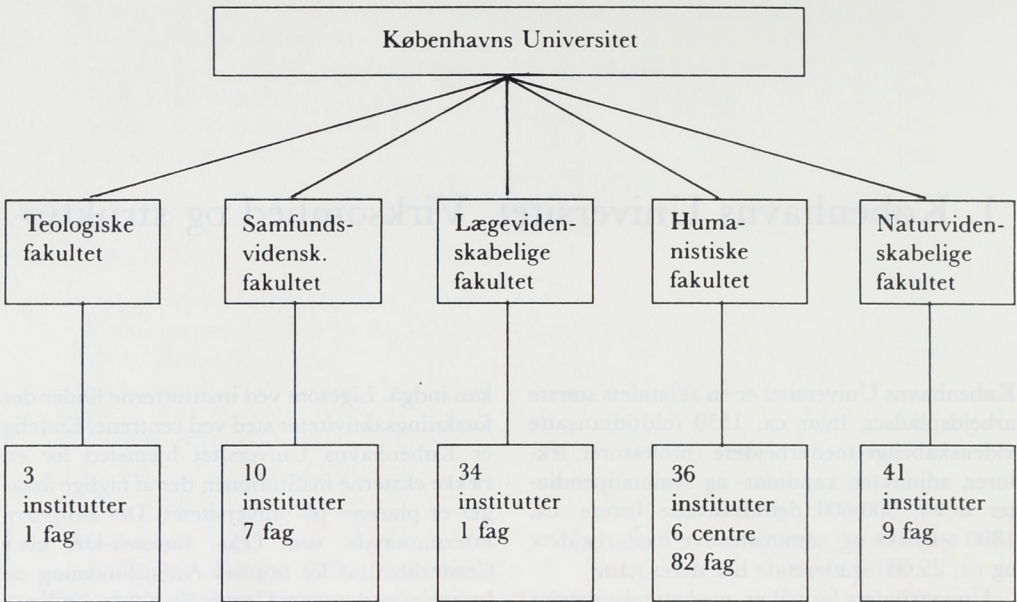 Københavns Universitet
Teologiske
fakultet
Samfunds-
vidensk.
fakultet
Lægeviden-
skabelige
fakultet
Huma-
nistiske
fakultet
Naturviden-
skabelige
fakultet
3
institutter
1 fag
10
institutter
7 fag
34
institutter
1 fag
36
institutter
6 centre
82 fag
41
institutter
9 fag